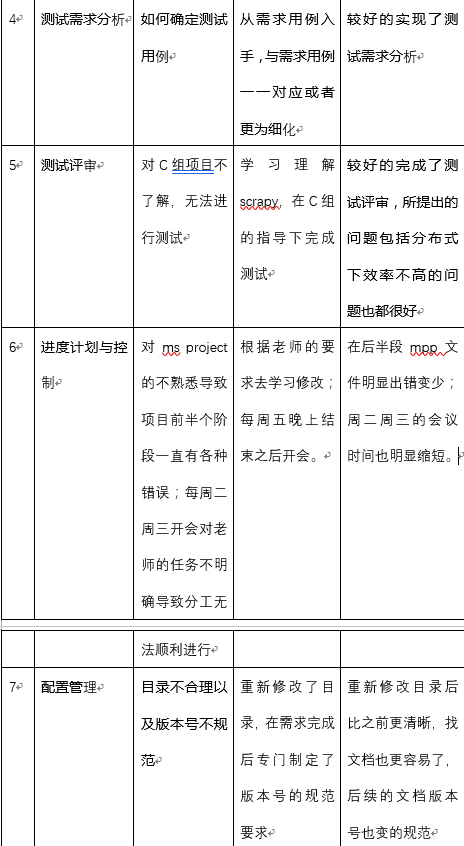 4
测试需求分析
如何确定测试
用例
从需求用例入
手，与需求用例
一一对应或者
更为细化
较好的实现了测
试需求分析
5
测试评审
对 C 组项目不
了解，无法进
行测试
学习理解
scrapy，在 C 组
的指导下完成
测试
较好的完成了测
试评审，所提出的
问题包括分布式
下效率不高的问
题也都很好
6
进度计划与控
制
对 ms project
的不熟悉导致
项目前半个阶
段一直有各种
错误；每周二
周三开会对老
师的任务不明
确导致分工无
法顺利进行
根据老师的要
求去学习修改；
每周五晚上结
束之后开会。
在后半段 mpp 文
件明显出错变少；
周二周三的会议
时间也明显缩短。
7
配置管理
目录不合理以
及版本号不规
范
重新修改了目
录，在需求完成
后专门制定了
版本号的规范
要求
重新修改目录后
比之前更清晰，找
文档也更容易了，
后续的文档版本
号也变的规范